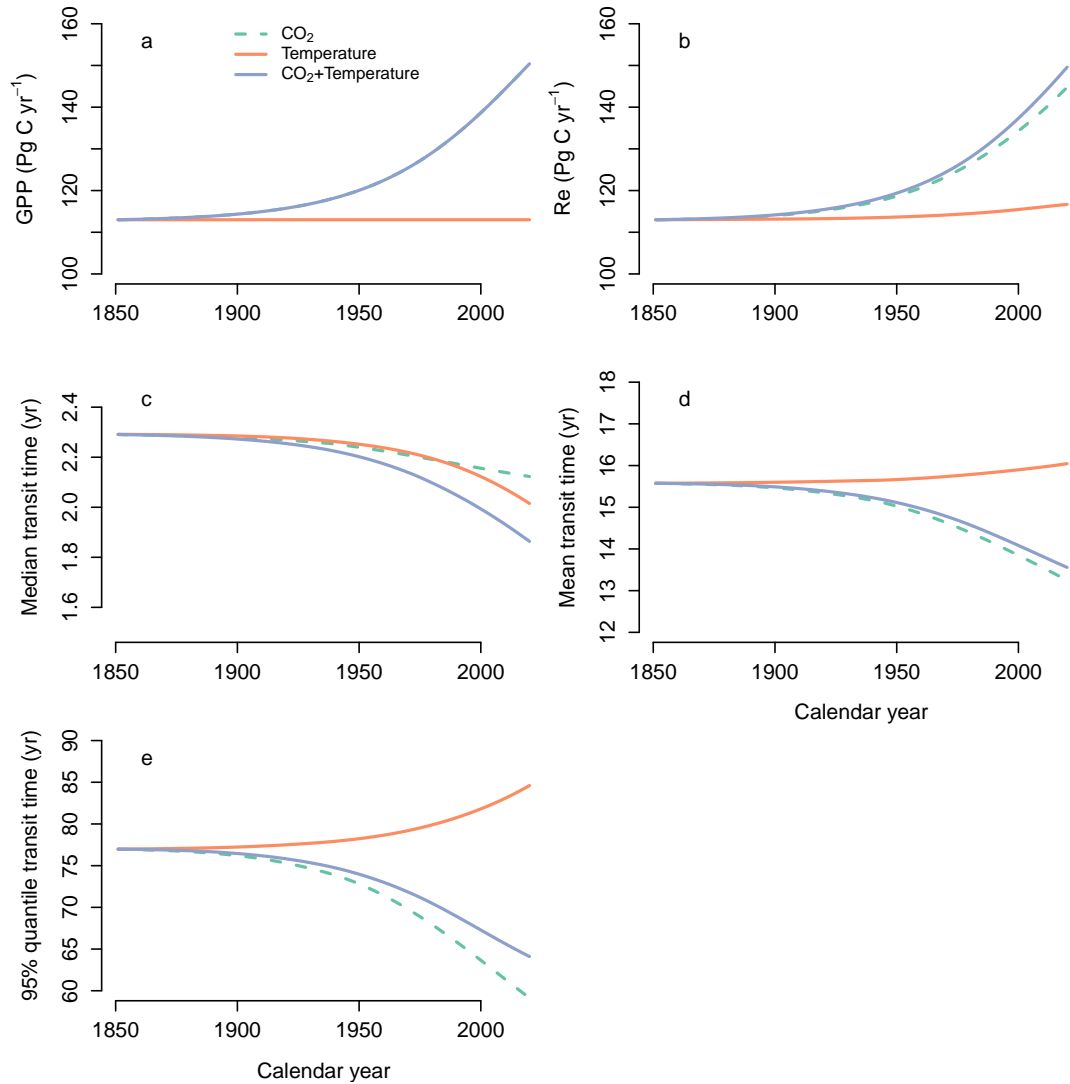 a
CO₂
Temperature
CO₂+Temperature
GPP (Pg C yr⁻¹)
100 120 140 160
1850 1900 1950 2000
b
Re (Pg C yr⁻¹)
100 120 140 160
1850 1900 1950 2000
c
Median transit time (yr)
1.6 1.8 2.0 2.2 2.4
1850 1900 1950 2000
d
Mean transit time (yr)
12 13 14 15 16 17 18
1850 1900 1950 2000
Calendar year
e
95% quantile transit time (yr)
60 65 70 75 80 85 90
1850 1900 1950 2000
Calendar year